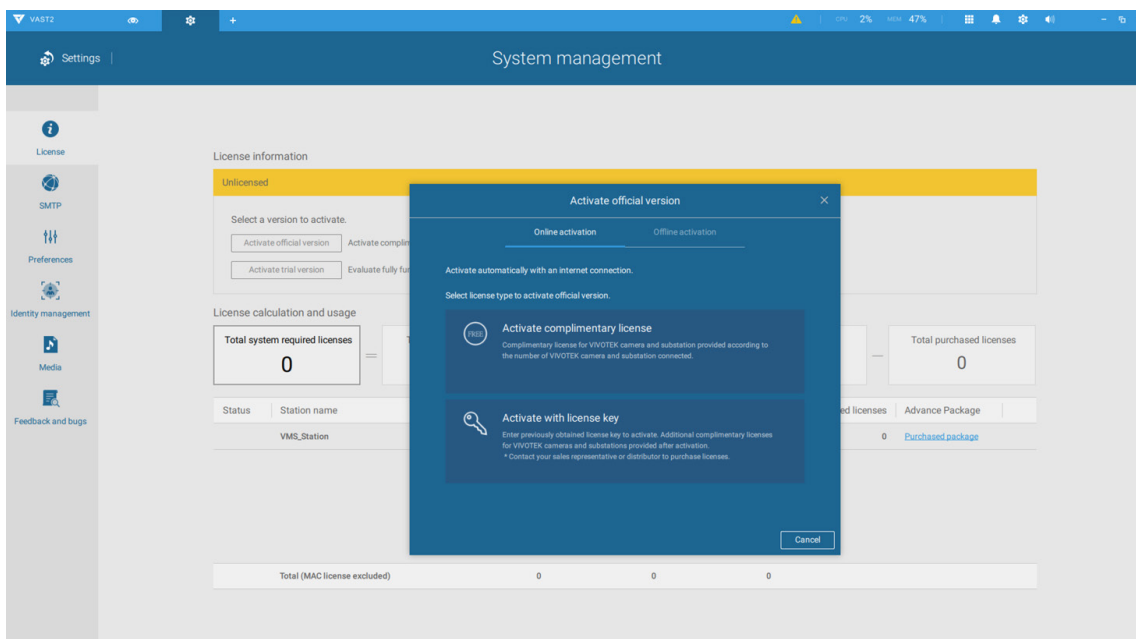 VAST2
CPU 2% MEM 47%
Settings
System management
License
SMTP
Preferences
Identity management
Media
Feedback and bugs
License information
Unlicensed
Select a version to activate.
Activate official version Activate complim
Activate trial version Evaluate fully fun
License calculation and usage
Total system required licenses
0
=
—
Total purchased licenses
0
Status Station name ed licenses Advance Package
VMS_Station 0 Purchased package
Total (MAC license excluded) 0 0 0
Activate official version
Online activation Offline activation
Activate automatically with an internet connection.
Select license type to activate official version.
FREE
Activate complimentary license
Complimentary license for VIVOTEK camera and substation provided according to
the number of VIVOTEK camera and substation connected.
Activate with license key
Enter previously obtained license key to activate. Additional complimentary licenses
for VIVOTEK cameras and substations provided after activation.
* Contact your sales representative or distributor to purchase licenses.
Cancel